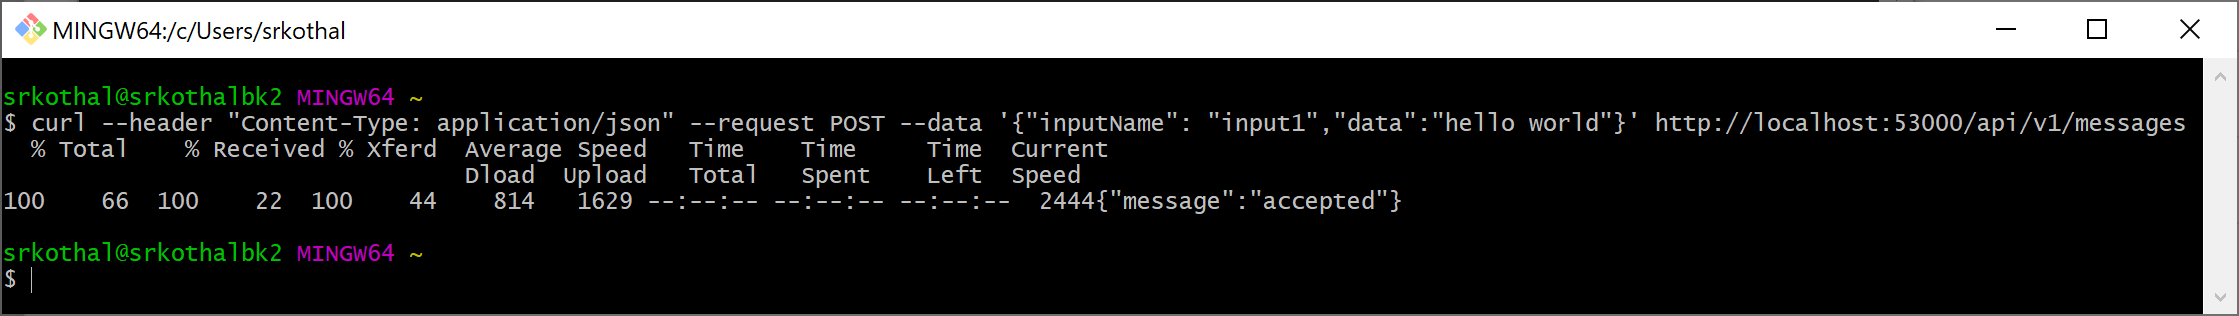 MINGW64:/c/Users/srkothal
srkothal@srkothalbk2 MINGW64 ~
$ curl --header "Content-Type: application/json" --request POST --data '{"inputName": "input1","data":"hello world"}' http://localhost:53000/api/v1/messages
  % Total    % Received % Xferd  Average Speed   Time    Time     Time  Current
                                 Dload  Upload   Total   Spent    Left  Speed
100    66  100    22  100    44    814   1629 --:--:-- --:--:-- --:--:--  2444{"message":"accepted"}
srkothal@srkothalbk2 MINGW64 ~
$